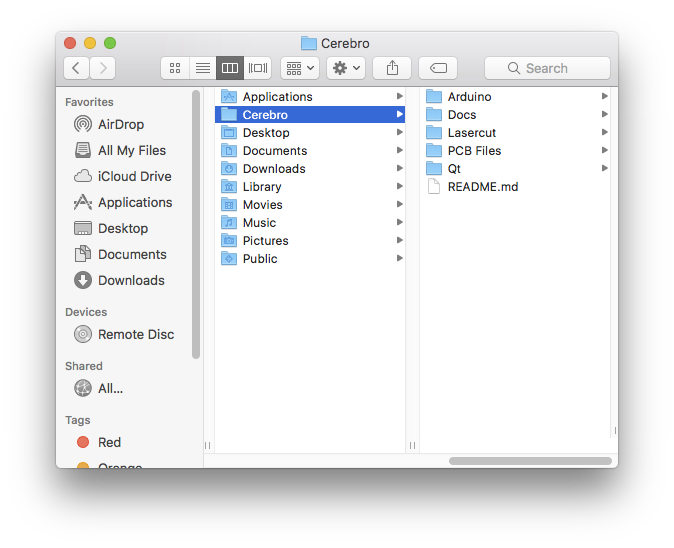 Cerebro
Search
Favorites
AirDrop
All My Files
iCloud Drive
Applications
Desktop
Documents
Downloads
Devices
Remote Disc
Shared
All...
Tags
Red
Orange
Applications
Cerebro
Desktop
Documents
Downloads
Library
Movies
Music
Pictures
Public
Arduino
Docs
Lasercut
PCB Files
Qt
README.md